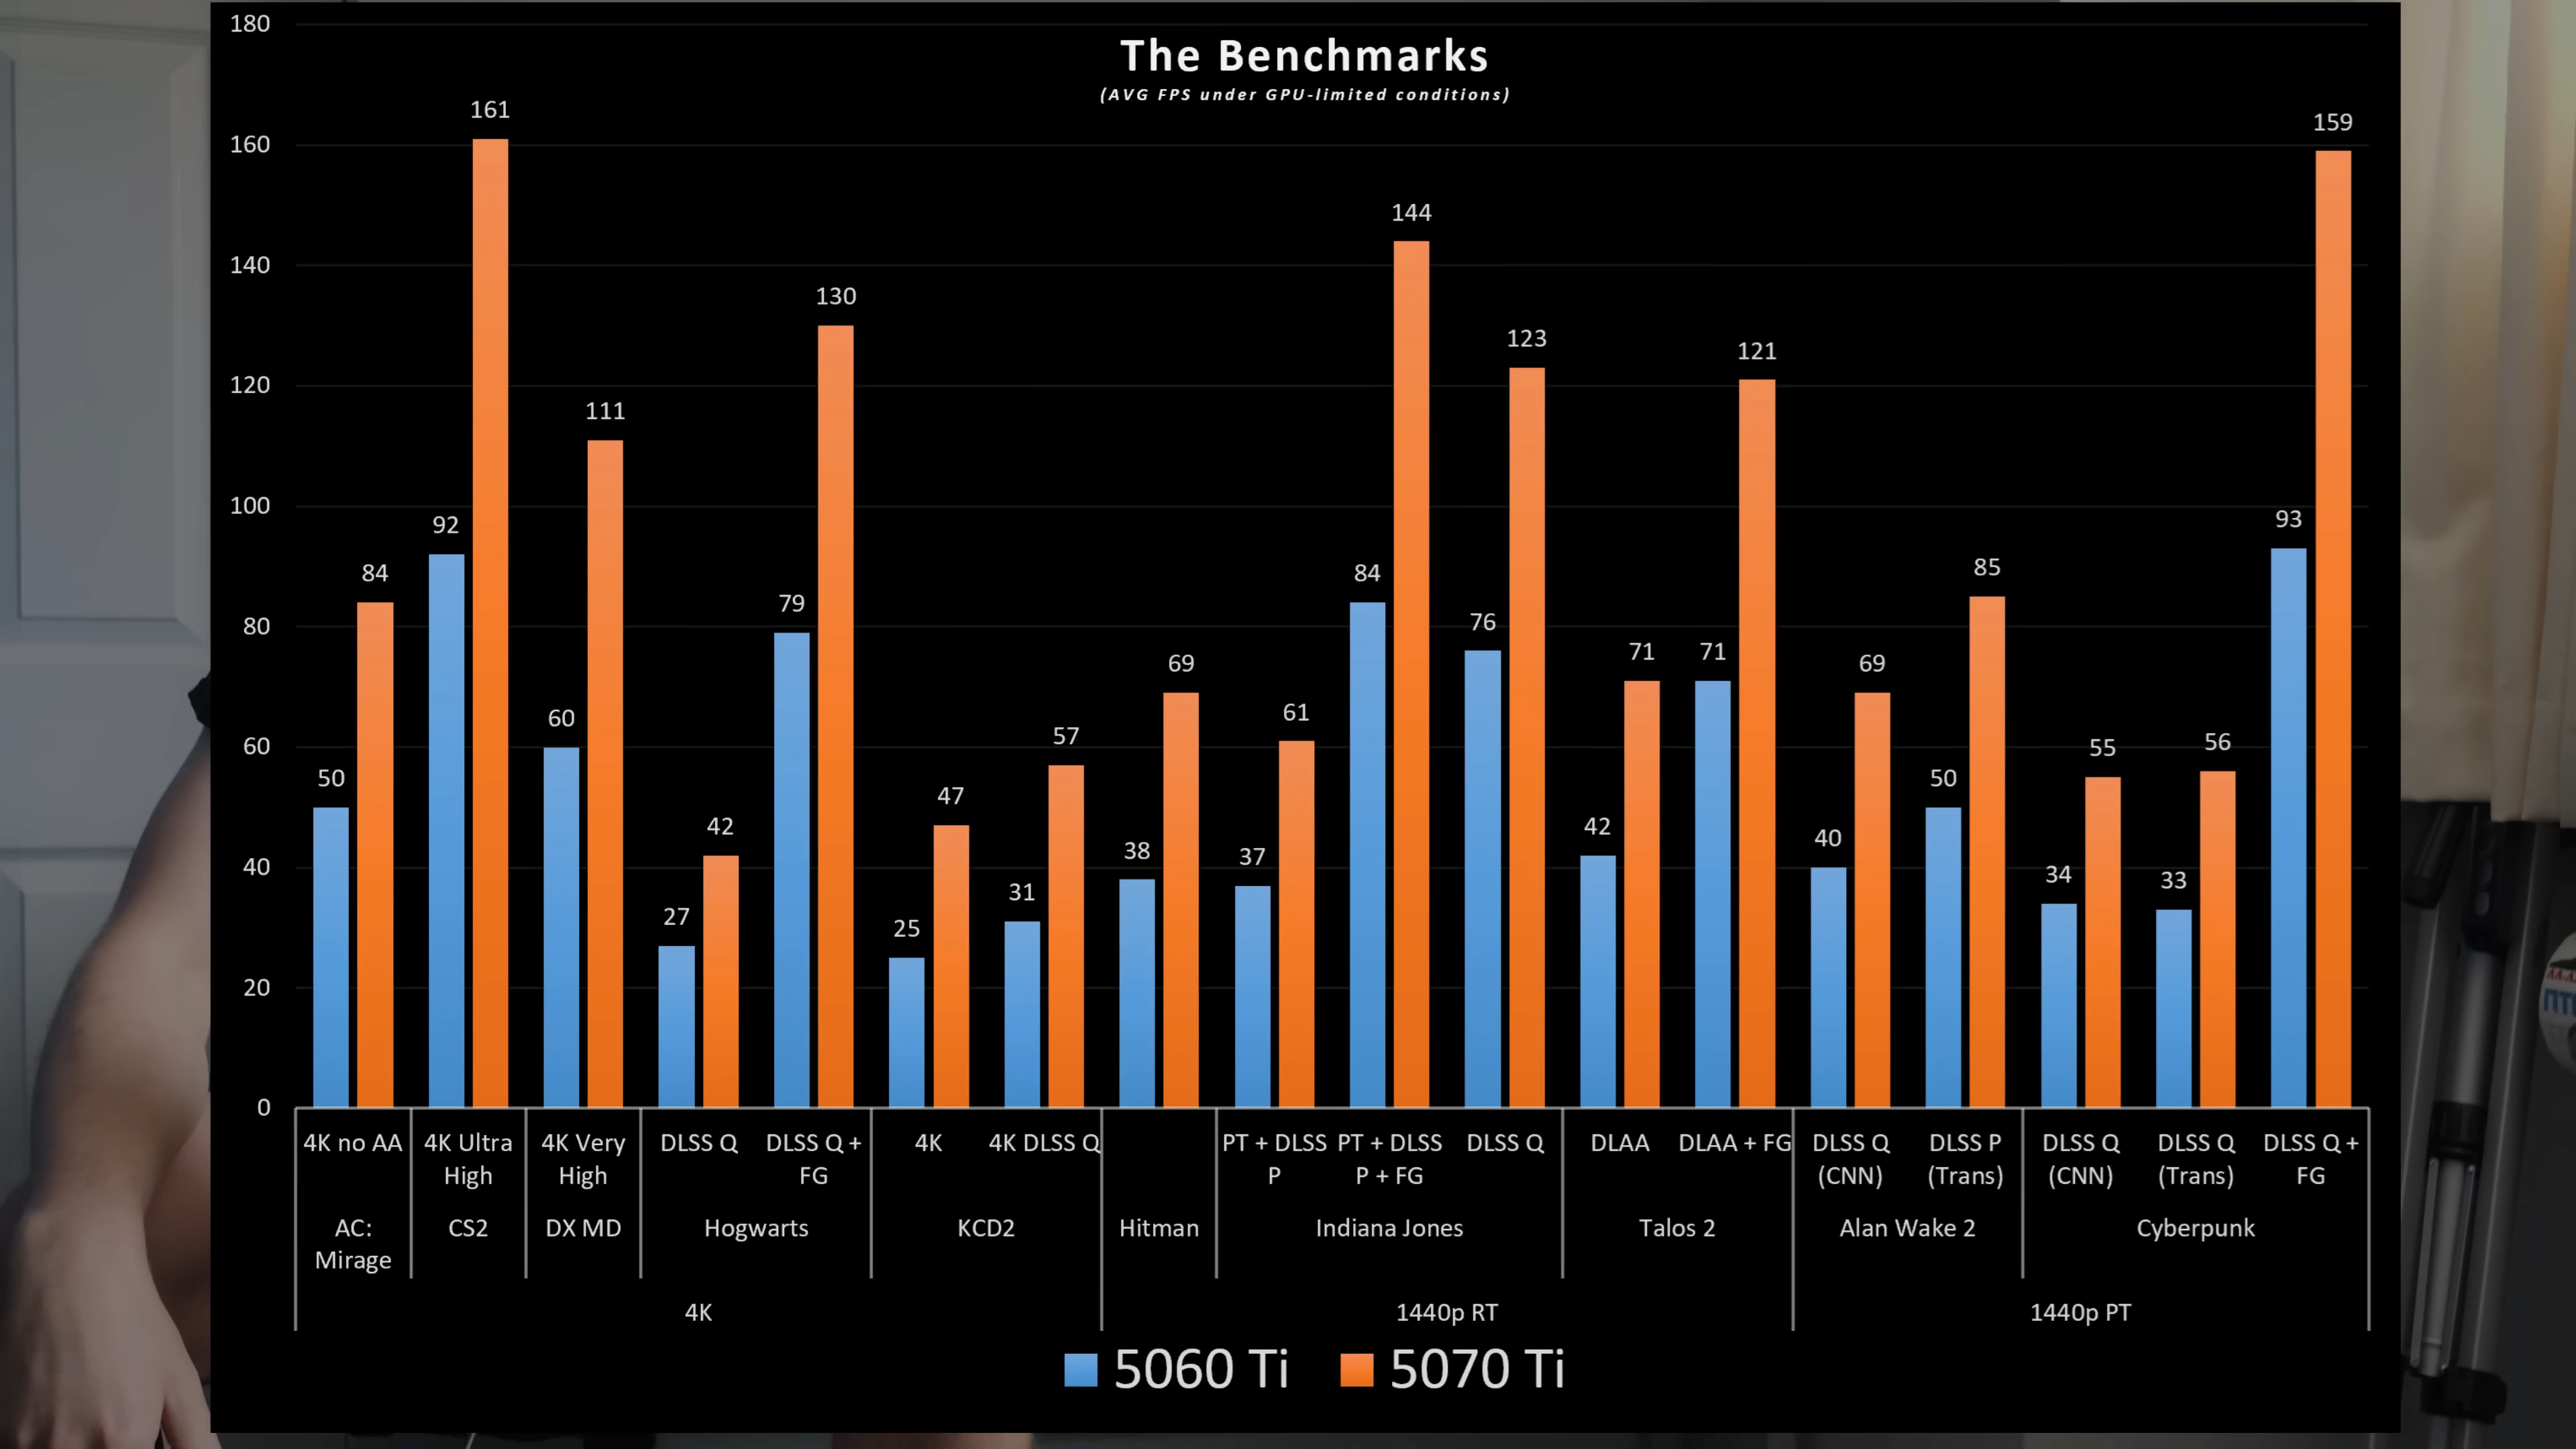 The Benchmarks
(AVG FPS under GPU-limited conditions)
180
160
140
120
100
80
60
40
20
0
50 84
92 161
60 111
27 42
79 130
25 47
31 57
38 69
37 61
84 144
76 123
42 71
71 121
40 69
50 85
34 55
33 56
93 159
4K no AA
4K Ultra
High
4K Very
High
DLSS Q
DLSS Q +
FG
4K
4K DLSS Q
PT + DLSS
P
PT + DLSS
P + FG
DLSS Q
DLAA
DLAA + FG
DLSS Q
(CNN)
DLSS P
(Trans)
DLSS Q
(CNN)
DLSS Q
(Trans)
DLSS Q +
FG
AC:
Mirage
CS2
DX MD
Hogwarts
KCD2
Hitman
Indiana Jones
Talos 2
Alan Wake 2
Cyberpunk
4K
1440p RT
1440p PT
5060 Ti
5070 Ti